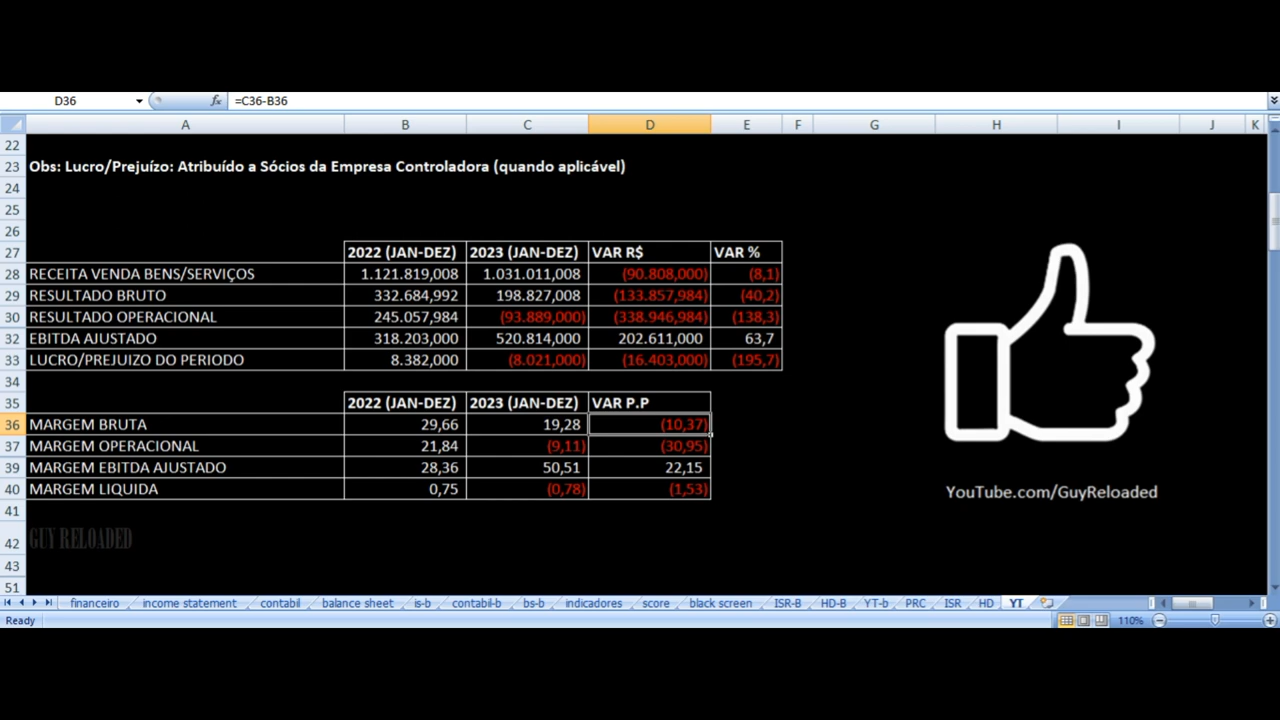 D36 fx =C36-B36
A B C D E F G H I J K
22
23 Obs: Lucro/Prejuízo: Atribuído a Sócios da Empresa Controladora (quando aplicável)
24
25
26
27 2022 (JAN-DEZ) 2023 (JAN-DEZ) VAR R$ VAR %
28 RECEITA VENDA BENS/SERVIÇOS 1.121.819,008 1.031.011,008 (90.808,000) (8,1)
29 RESULTADO BRUTO 332.684,992 198.827,008 (133.857,984) (40,2)
30 RESULTADO OPERACIONAL 245.057,984 (93.889,000) (338.946,984) (138,3)
32 EBITDA AJUSTADO 318.203,000 520.814,000 202.611,000 63,7
33 LUCRO/PREJUIZO DO PERIODO 8.382,000 (8.021,000) (16.403,000) (195,7)
34
35 2022 (JAN-DEZ) 2023 (JAN-DEZ) VAR P.P
36 MARGEM BRUTA 29,66 19,28 (10,37)
37 MARGEM OPERACIONAL 21,84 (9,11) (30,95)
39 MARGEM EBITDA AJUSTADO 28,36 50,51 22,15
40 MARGEM LIQUIDA 0,75 (0,78) (1,53)
YouTube.com/GuyReloaded
41
42 GUY RELOADED
43
51
financeiro income statement contabil balance sheet is-b contabil-b bs-b indicadores score black screen ISR-B HD-B YT-b PRC ISR HD YT
Ready 110%